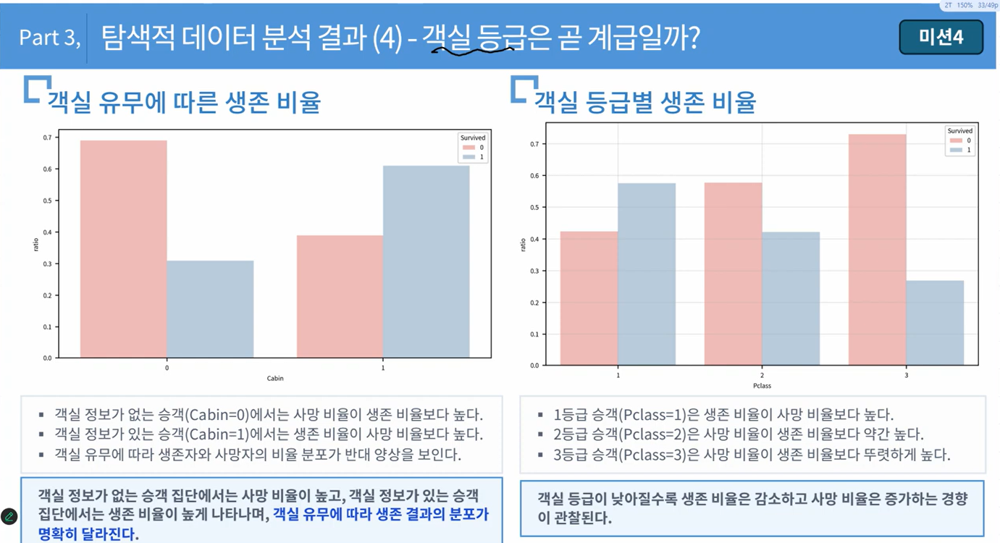 2T 150% 33/49p
Part 3, 탐색적 데이터 분석 결과 (4) - 객실 등급은 곧 계급일까?
미션4
객실 유무에 따른 생존 비율
Survived
0
1
0.7
0.6
0.5
0.4
0.3
0.2
0.1
0.0
ratio
0 1
Cabin
▪ 객실 정보가 없는 승객(Cabin=0)에서는 사망 비율이 생존 비율보다 높다.
▪ 객실 정보가 있는 승객(Cabin=1)에서는 생존 비율이 사망 비율보다 높다.
▪ 객실 유무에 따라 생존자와 사망자의 비율 분포가 반대 양상을 보인다.
객실 정보가 없는 승객 집단에서는 사망 비율이 높고, 객실 정보가 있는 승객
집단에서는 생존 비율이 높게 나타나며, 객실 유무에 따라 생존 결과의 분포가
명확히 달라진다.
객실 등급별 생존 비율
Survived
0
1
0.7
0.6
0.5
0.4
0.3
0.2
0.1
0.0
ratio
1 2 3
Pclass
▪ 1등급 승객(Pclass=1)은 생존 비율이 사망 비율보다 높다.
▪ 2등급 승객(Pclass=2)은 사망 비율이 생존 비율보다 약간 높다.
▪ 3등급 승객(Pclass=3)은 사망 비율이 생존 비율보다 뚜렷하게 높다.
객실 등급이 낮아질수록 생존 비율은 감소하고 사망 비율은 증가하는 경향
이 관찰된다.